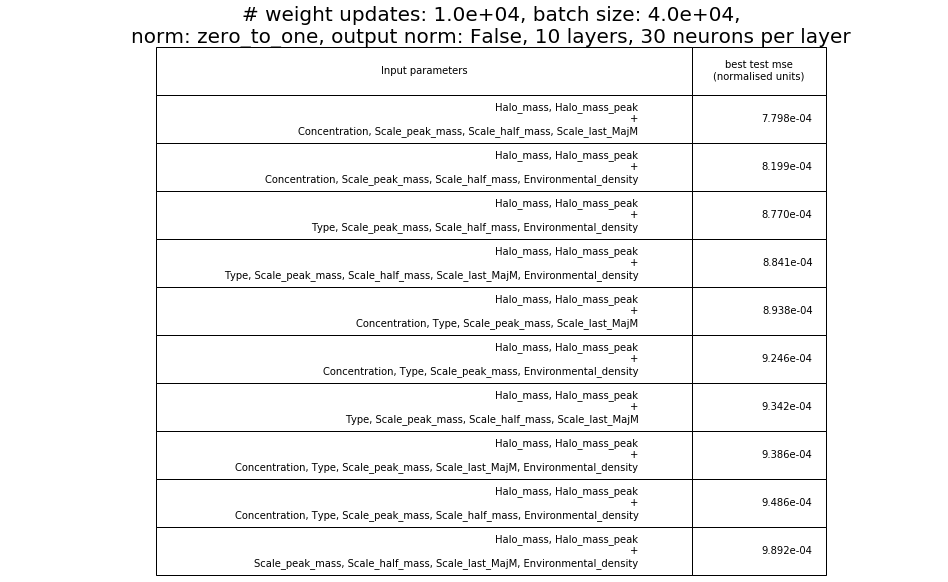 # weight updates: 1.0e+04, batch size: 4.0e+04,
norm: zero_to_one, output norm: False, 10 layers, 30 neurons per layer
Input parameters
best test mse
(normalised units)
Halo_mass, Halo_mass_peak
+
Concentration, Scale_peak_mass, Scale_half_mass, Scale_last_MajM
7.798e-04
Halo_mass, Halo_mass_peak
+
Concentration, Scale_peak_mass, Scale_half_mass, Environmental_density
8.199e-04
Halo_mass, Halo_mass_peak
+
Type, Scale_peak_mass, Scale_half_mass, Environmental_density
8.770e-04
Halo_mass, Halo_mass_peak
+
Type, Scale_peak_mass, Scale_half_mass, Scale_last_MajM, Environmental_density
8.841e-04
Halo_mass, Halo_mass_peak
+
Concentration, Type, Scale_peak_mass, Scale_last_MajM
8.938e-04
Halo_mass, Halo_mass_peak
+
Concentration, Type, Scale_peak_mass, Environmental_density
9.246e-04
Halo_mass, Halo_mass_peak
+
Type, Scale_peak_mass, Scale_half_mass, Scale_last_MajM
9.342e-04
Halo_mass, Halo_mass_peak
+
Concentration, Type, Scale_peak_mass, Scale_last_MajM, Environmental_density
9.386e-04
Halo_mass, Halo_mass_peak
+
Concentration, Type, Scale_peak_mass, Scale_half_mass, Environmental_density
9.486e-04
Halo_mass, Halo_mass_peak
+
Scale_peak_mass, Scale_half_mass, Scale_last_MajM, Environmental_density
9.892e-04